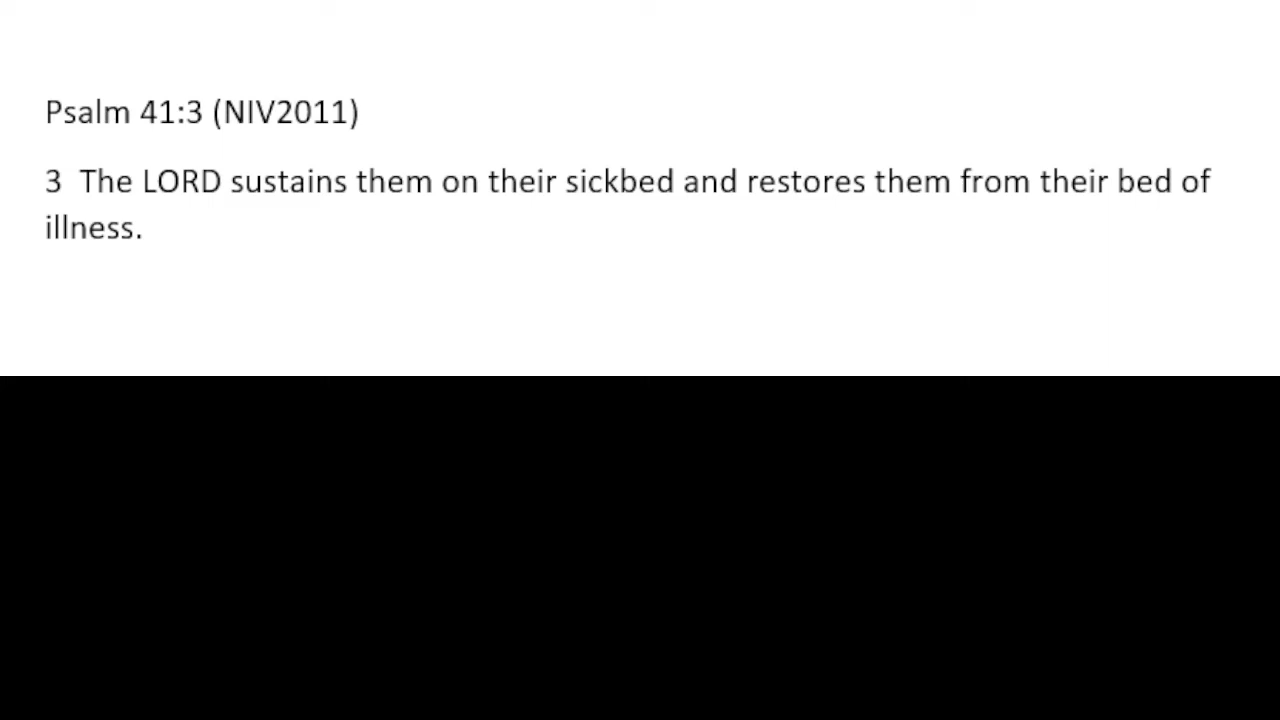 Psalm 41:3 (NIV2011)
3  The LORD sustains them on their sickbed and restores them from their bed of
illness.